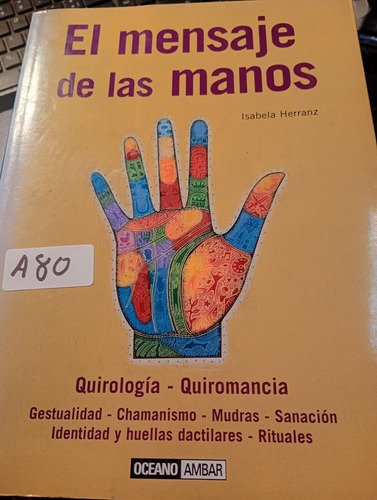 El mensaje
de las manos
Isabela Herranz
A80
Quirología - Quiromancia
Gestualidad - Chamanismo - Mudras - Sanación
Identidad y huellas dactilares - Rituales
OCEANO AMBAR